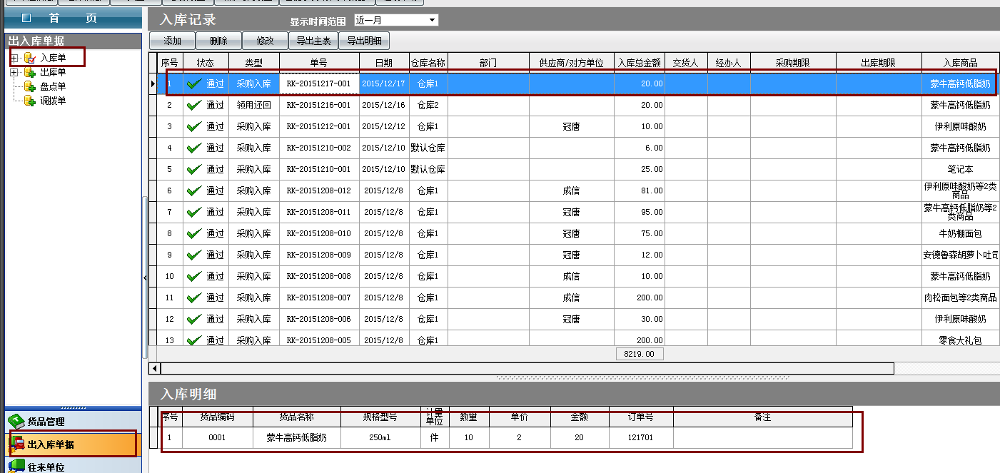 首 页
出入库单据
入库单
出库单
盘点单
调拨单
货品管理
出入库单据
往来单位
入库记录 显示时间范围 近一月
添加 删除 修改 导出主表 导出明细
序号 状态 类型 单号 日期 仓库名称 部门 供应商/对方单位 入库总金额 交货人 经办人 采购期限 出库期限 入库商品
1 通过 采购入库 RK-20151217-001 2015/12/17 仓库1 20.00 蒙牛高钙低脂奶
2 通过 领用还回 RK-20151216-001 2015/12/16 仓库2 20.00 蒙牛高钙低脂奶
3 通过 采购入库 RK-20151212-001 2015/12/12 仓库1 冠唐 10.00 伊利原味酸奶
4 通过 采购入库 RK-20151210-002 2015/12/10 默认仓库 6.00 蒙牛高钙低脂奶
5 通过 采购入库 RK-20151210-001 2015/12/10 默认仓库 25.00 笔记本
6 通过 采购入库 RK-20151208-012 2015/12/8 仓库1 成信 81.00 伊利原味酸奶等2类商品
7 通过 采购入库 RK-20151208-011 2015/12/8 仓库1 冠唐 95.00 蒙牛高钙低脂奶等2类商品
8 通过 采购入库 RK-20151208-010 2015/12/8 仓库1 冠唐 75.00 牛奶棚面包
9 通过 采购入库 RK-20151208-009 2015/12/8 仓库1 冠唐 12.00 安德鲁森胡萝卜吐司
10 通过 采购入库 RK-20151208-008 2015/12/8 仓库1 成信 10.00 蒙牛高钙低脂奶
11 通过 采购入库 RK-20151208-007 2015/12/8 仓库1 成信 200.00 肉松面包等2类商品
12 通过 采购入库 RK-20151208-006 2015/12/8 仓库1 冠唐 30.00 伊利原味酸奶
13 通过 采购入库 RK-20151208-005 2015/12/8 仓库1 200.00 零食大礼包
8219.00
入库明细
序号 货品编码 货品名称 规格型号 计量单位 数量 单价 金额 订单号 备注
1 0001 蒙牛高钙低脂奶 250ml 件 10 2 20 121701